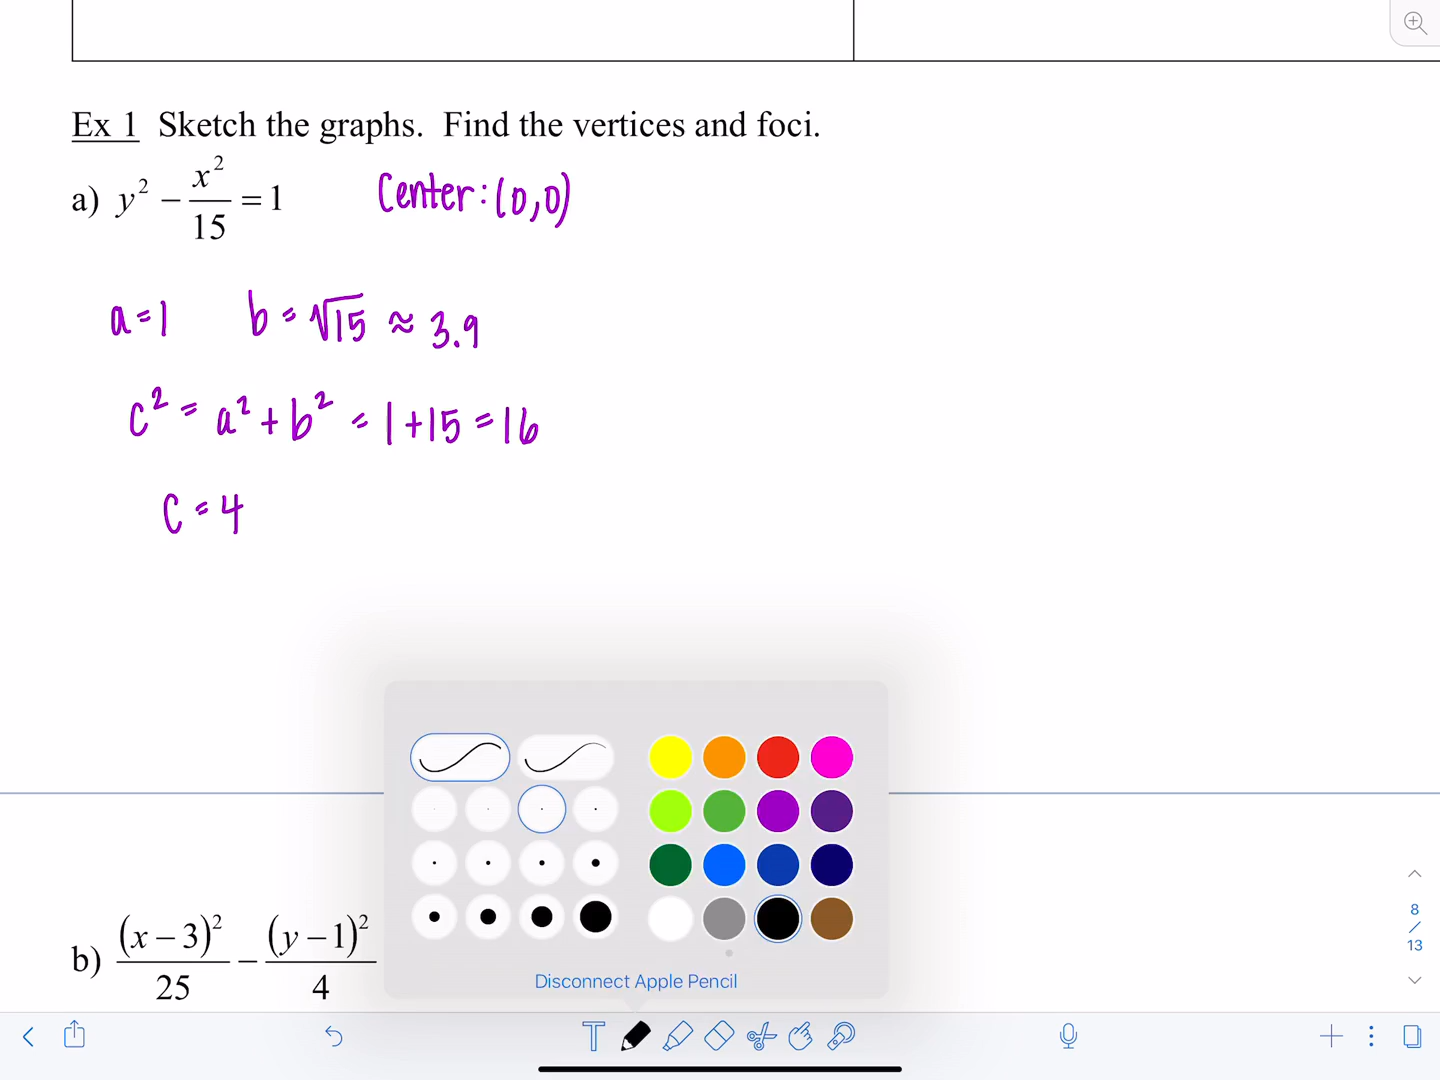 Ex 1 Sketch the graphs. Find the vertices and foci.
a) y² − x²/15 = 1 Center: (0,0)
a = 1 b = √15 ≈ 3.9
c² = a² + b² = 1 + 15 = 16
c = 4
b) (x − 3)²/25 − (y − 1)²/4
Disconnect Apple Pencil
8
/
13
T